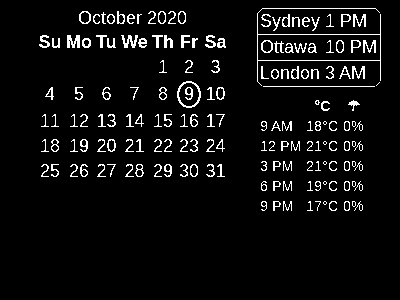 October 2020
Su Mo Tu We Th Fr Sa
1 2 3
4 5 6 7 8 9 10
11 12 13 14 15 16 17
18 19 20 21 22 23 24
25 26 27 28 29 30 31
Sydney 1 PM
Ottawa 10 PM
London 3 AM
°C ☂
9 AM 18°C 0%
12 PM 21°C 0%
3 PM 21°C 0%
6 PM 19°C 0%
9 PM 17°C 0%